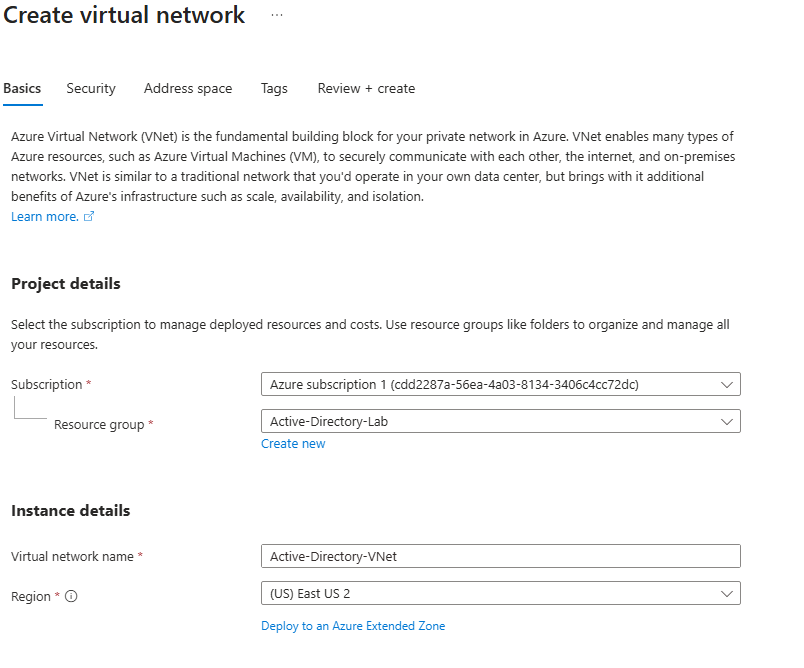 Create virtual network ...
Basics Security Address space Tags Review + create
Azure Virtual Network (VNet) is the fundamental building block for your private network in Azure. VNet enables many types of
Azure resources, such as Azure Virtual Machines (VM), to securely communicate with each other, the internet, and on-premises
networks. VNet is similar to a traditional network that you'd operate in your own data center, but brings with it additional
benefits of Azure's infrastructure such as scale, availability, and isolation.
Learn more.
Project details
Select the subscription to manage deployed resources and costs. Use resource groups like folders to organize and manage all
your resources.
Subscription * Azure subscription 1 (cdd2287a-56ea-4a03-8134-3406c4cc72dc)
Resource group * Active-Directory-Lab
Create new
Instance details
Virtual network name * Active-Directory-VNet
Region * (US) East US 2
Deploy to an Azure Extended Zone